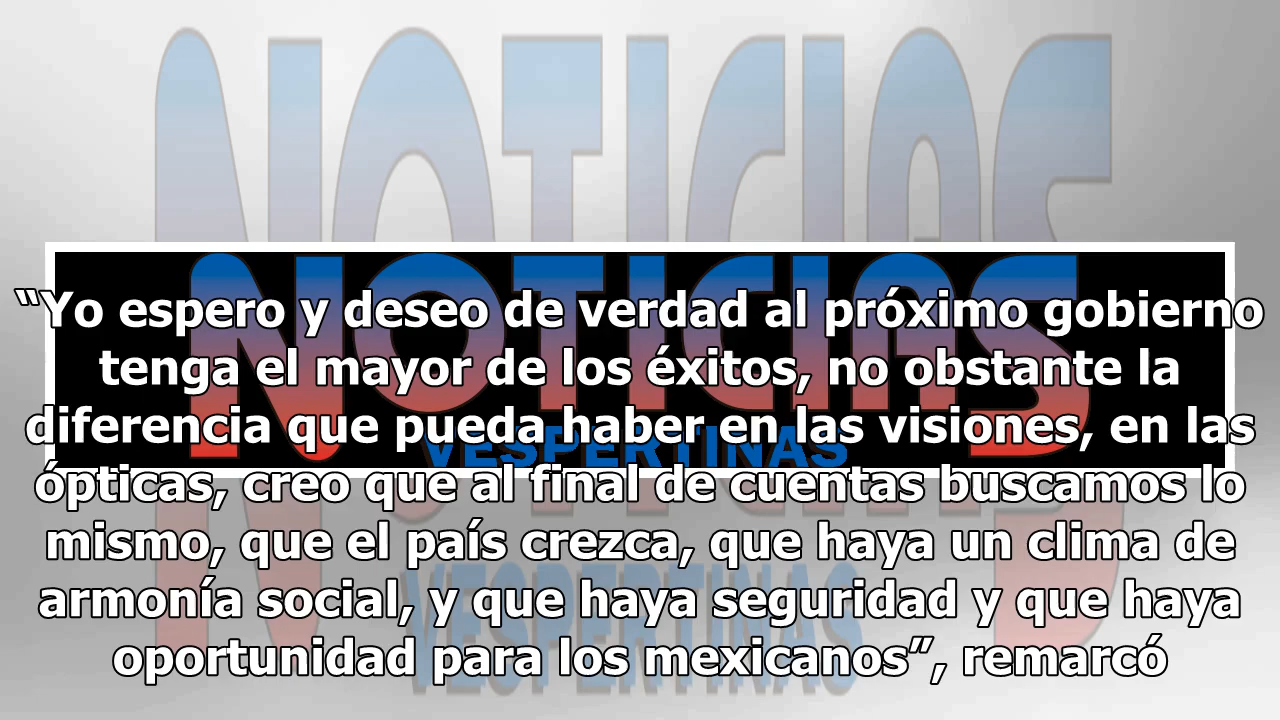 NOTICIAS
VESPERTINAS
“Yo espero y deseo de verdad al próximo gobierno
tenga el mayor de los éxitos, no obstante la
diferencia que pueda haber en las visiones, en las
ópticas, creo que al final de cuentas buscamos lo
mismo, que el país crezca, que haya un clima de
armonía social, y que haya seguridad y que haya
oportunidad para los mexicanos”, remarcó
NOTICIAS
VESPERTINAS